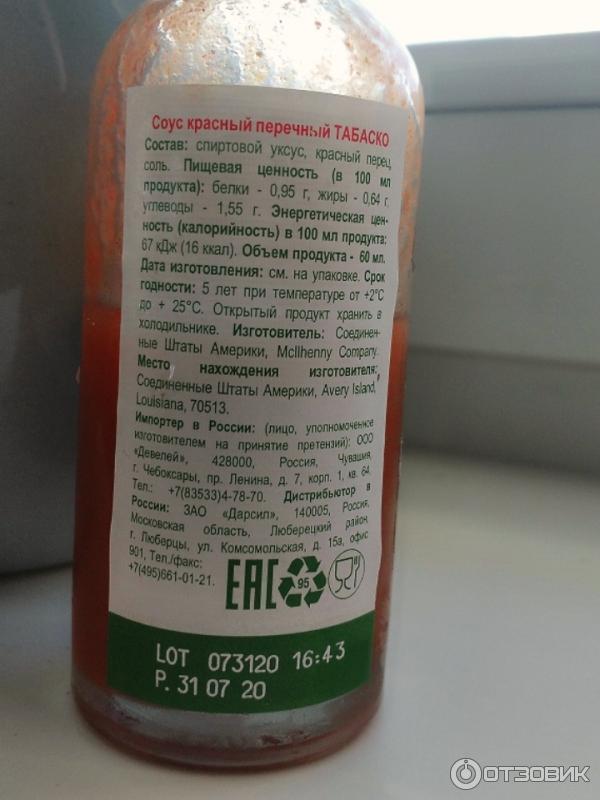 Соус красный перечный ТАБАСКО
Состав: спиртовой уксус, красный перец,
соль. Пищевая ценность (в 100 мл
продукта): белки - 0,95 г, жиры - 0,64 г,
углеводы - 1,55 г. Энергетическая цен-
ность (калорийность) в 100 мл продукта:
67 кДж (16 ккал). Объем продукта - 60 мл.
Дата изготовления: см. на упаковке. Срок
годности: 5 лет при температуре от +2°С
до + 25°С. Открытый продукт хранить в
холодильнике. Изготовитель: Соединен-
ные Штаты Америки, McIlhenny Company.
Место нахождения изготовителя:
Соединенные Штаты Америки, Avery Island,
Louisiana, 70513.
Импортер в России: (лицо, уполномоченное
изготовителем на принятие претензий): ООО
«Девелей», 428000, Россия, Чувашия,
г. Чебоксары, пр. Ленина, д. 7, корп. 1, кв. 64,
Тел.: +7(83533)4-78-70. Дистрибьютор в
России: ЗАО «Дарсил», 140005, Россия,
Московская область, Люберецкий район,
г. Люберцы, ул. Комсомольская, д. 15а, офис
901, Тел./факс:
+7(495)661-01-21.
EAC 95
LOT 073120 16:43
P. 31 07 20
ОТЗОВИК